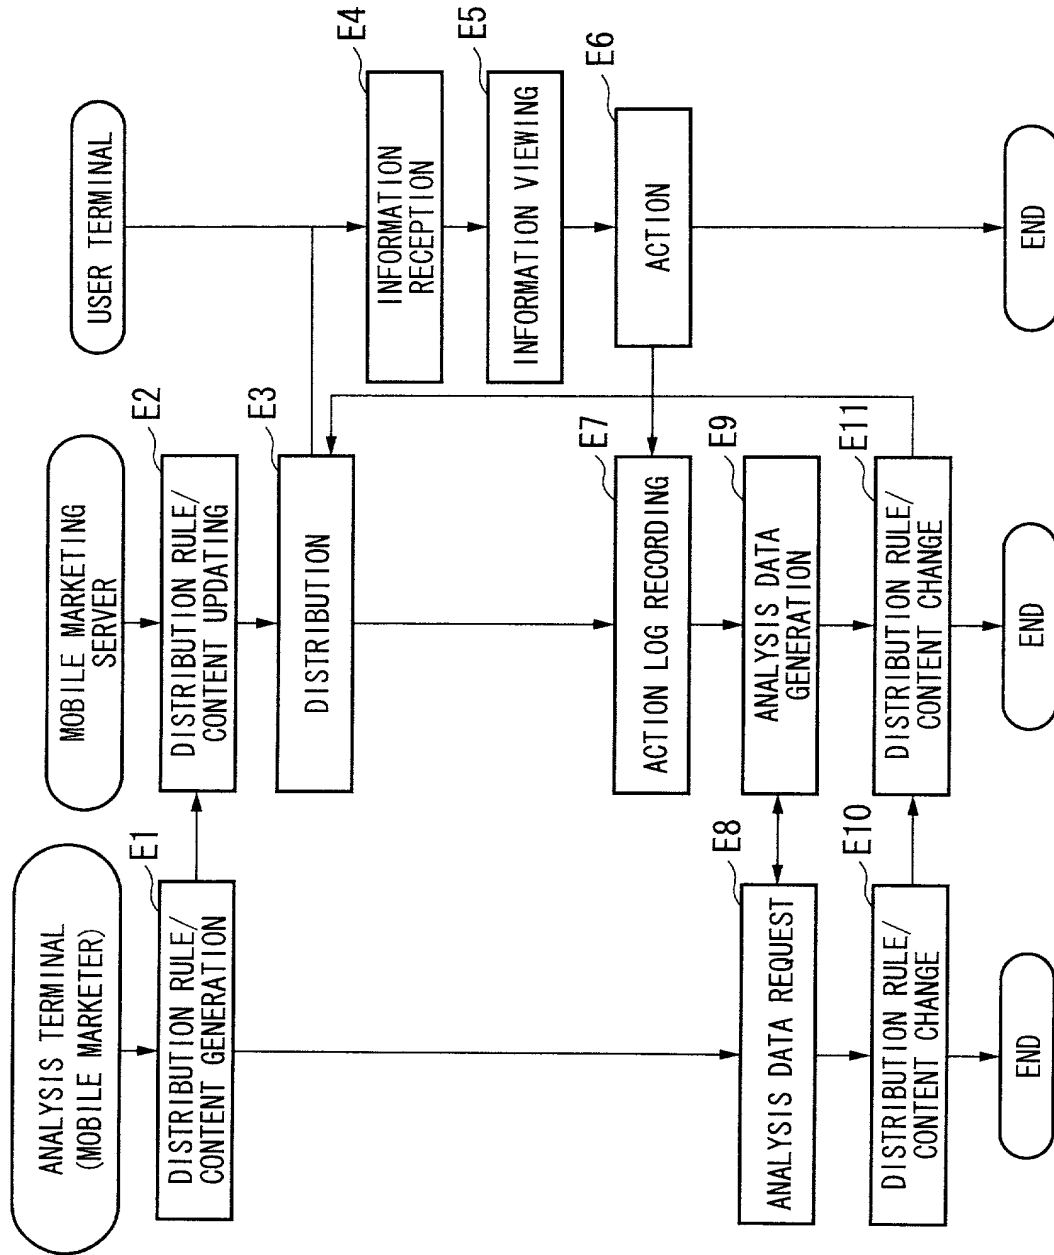 ANALYSIS TERMINAL
(MOBILE MARKETER)
E1
DISTRIBUTION RULE/
CONTENT GENERATION
E8
ANALYSIS DATA REQUEST
E10
DISTRIBUTION RULE/
CONTENT CHANGE
END
MOBILE MARKETING
SERVER
E2
DISTRIBUTION RULE/
CONTENT UPDATING
E3
DISTRIBUTION
E7
ACTION LOG RECORDING
E9
ANALYSIS DATA
GENERATION
E11
DISTRIBUTION RULE/
CONTENT CHANGE
END
USER TERMINAL
E4
INFORMATION
RECEPTION
E5
INFORMATION VIEWING
E6
ACTION
END